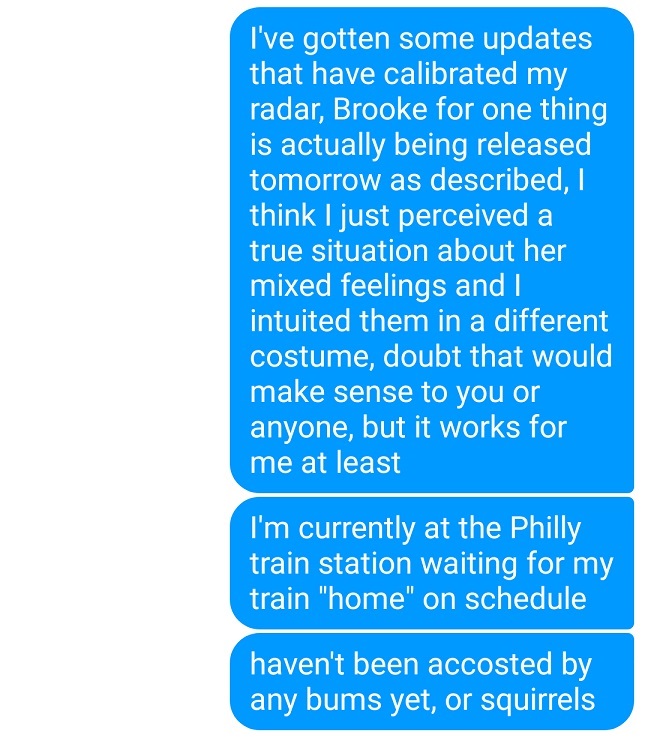 I've gotten some updates
that have calibrated my
radar, Brooke for one thing
is actually being released
tomorrow as described, I
think I just perceived a
true situation about her
mixed feelings and I
intuited them in a different
costume, doubt that would
make sense to you or
anyone, but it works for
me at least
I'm currently at the Philly
train station waiting for my
train "home" on schedule
haven't been accosted by
any bums yet, or squirrels